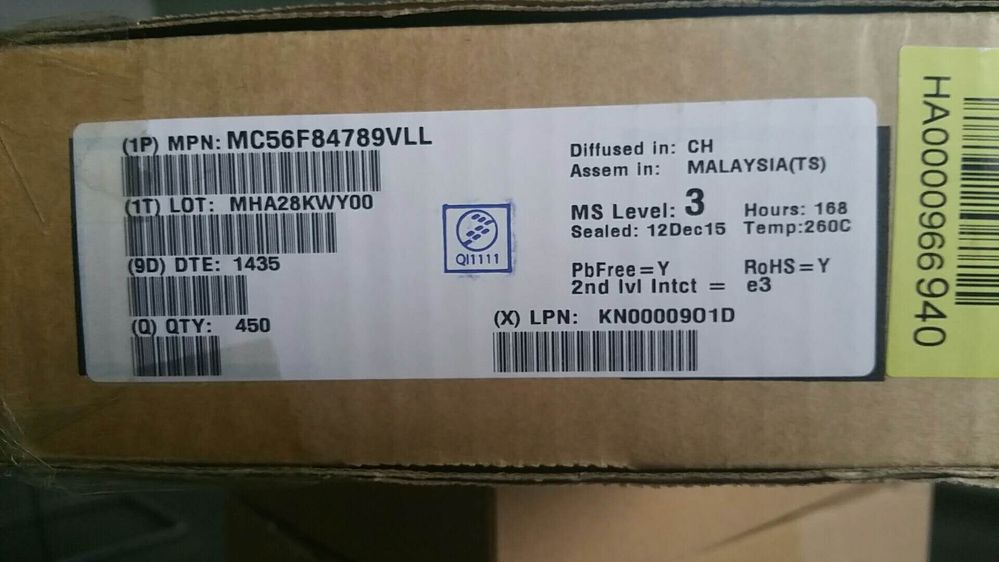 (1P) MPN: MC56F84789VLL
(1T) LOT: MHA28KWY00
(9D) DTE: 1435
(Q) QTY: 450
QI1111
Diffused in: CH
Assem in: MALAYSIA(TS)
MS Level: 3 Hours: 168
Sealed: 12Dec15 Temp:260C
PbFree=Y RoHS=Y
2nd lvl Intct = e3
(X) LPN: KN0000901D
HA0000966940